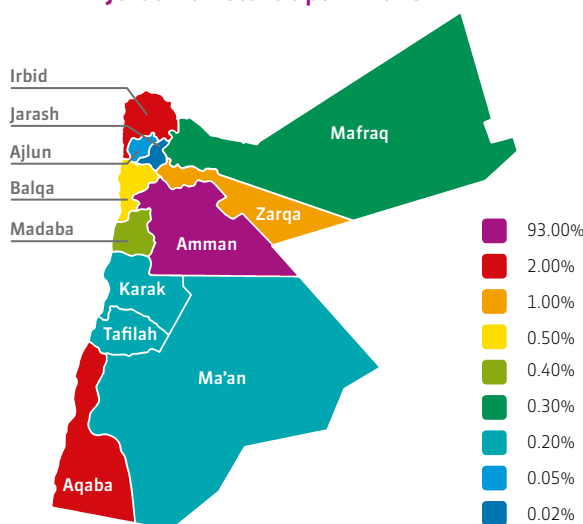 Irbid
Jarash
Ajlun
Balqa
Madaba
Mafraq
Zarqa
Amman
Karak
Tafilah
Ma'an
Aqaba
93.00%
2.00%
1.00%
0.50%
0.40%
0.30%
0.20%
0.05%
0.02%